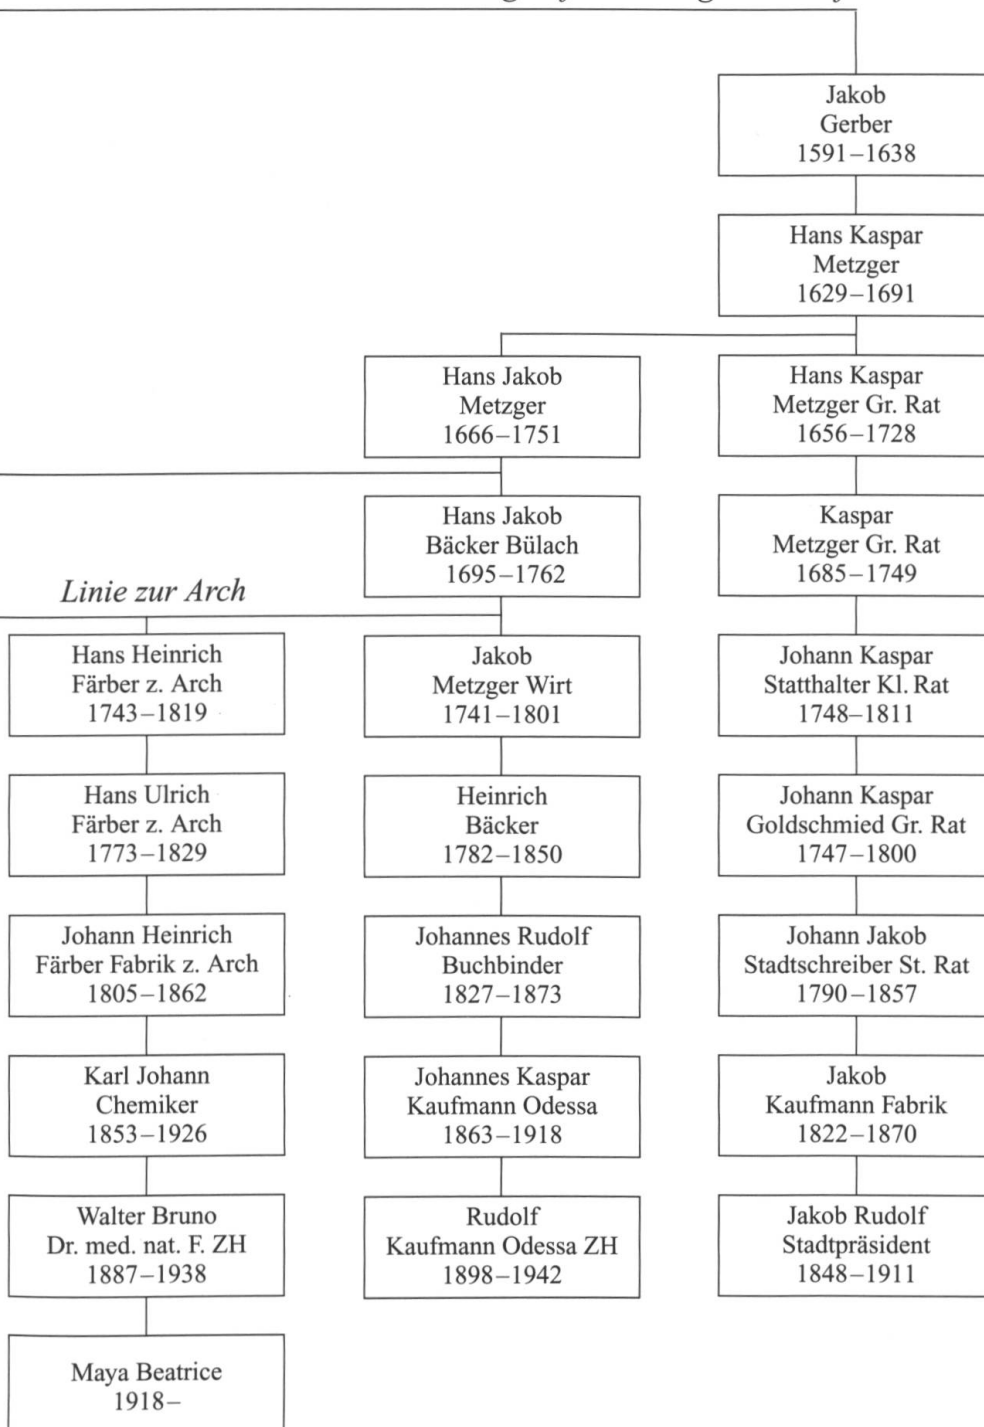 Jakob
Gerber
1591–1638
Hans Kaspar
Metzger
1629–1691
Hans Jakob
Metzger
1666–1751
Hans Kaspar
Metzger Gr. Rat
1656–1728
Hans Jakob
Bäcker Bülach
1695–1762
Kaspar
Metzger Gr. Rat
1685–1749
Linie zur Arch
Hans Heinrich
Färber z. Arch
1743–1819
Jakob
Metzger Wirt
1741–1801
Johann Kaspar
Statthalter Kl. Rat
1748–1811
Hans Ulrich
Färber z. Arch
1773–1829
Heinrich
Bäcker
1782–1850
Johann Kaspar
Goldschmied Gr. Rat
1747–1800
Johann Heinrich
Färber Fabrik z. Arch
1805–1862
Johannes Rudolf
Buchbinder
1827–1873
Johann Jakob
Stadtschreiber St. Rat
1790–1857
Karl Johann
Chemiker
1853–1926
Johannes Kaspar
Kaufmann Odessa
1863–1918
Jakob
Kaufmann Fabrik
1822–1870
Walter Bruno
Dr. med. nat. F. ZH
1887–1938
Rudolf
Kaufmann Odessa ZH
1898–1942
Jakob Rudolf
Stadtpräsident
1848–1911
Maya Beatrice
1918–